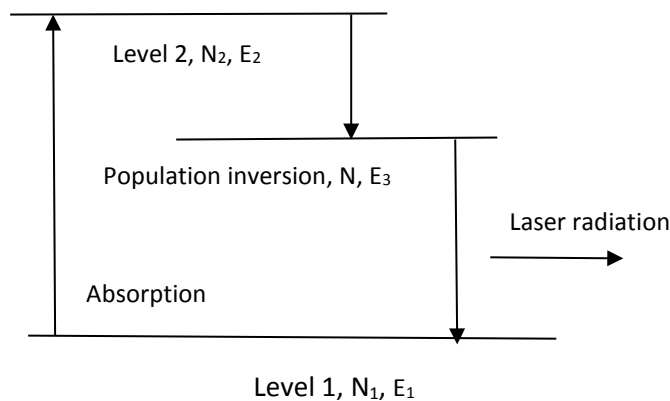 Level 2, N₂, E₂
Population inversion, N, E₃
Laser radiation
Absorption
Level 1, N₁, E₁